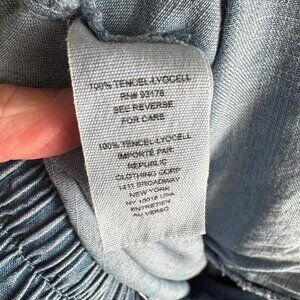 100% TENCEL-LYOCELL
RN# 93176
SEE REVERSE
FOR CARE
100% TENCEL-LYOCELL
IMPORTÉ PAR:
REPUBLIC
CLOTHING CORP
1411 BROADWAY
NEW YORK,
NY 10018 USA
ENTRETIEN
AU VERSO